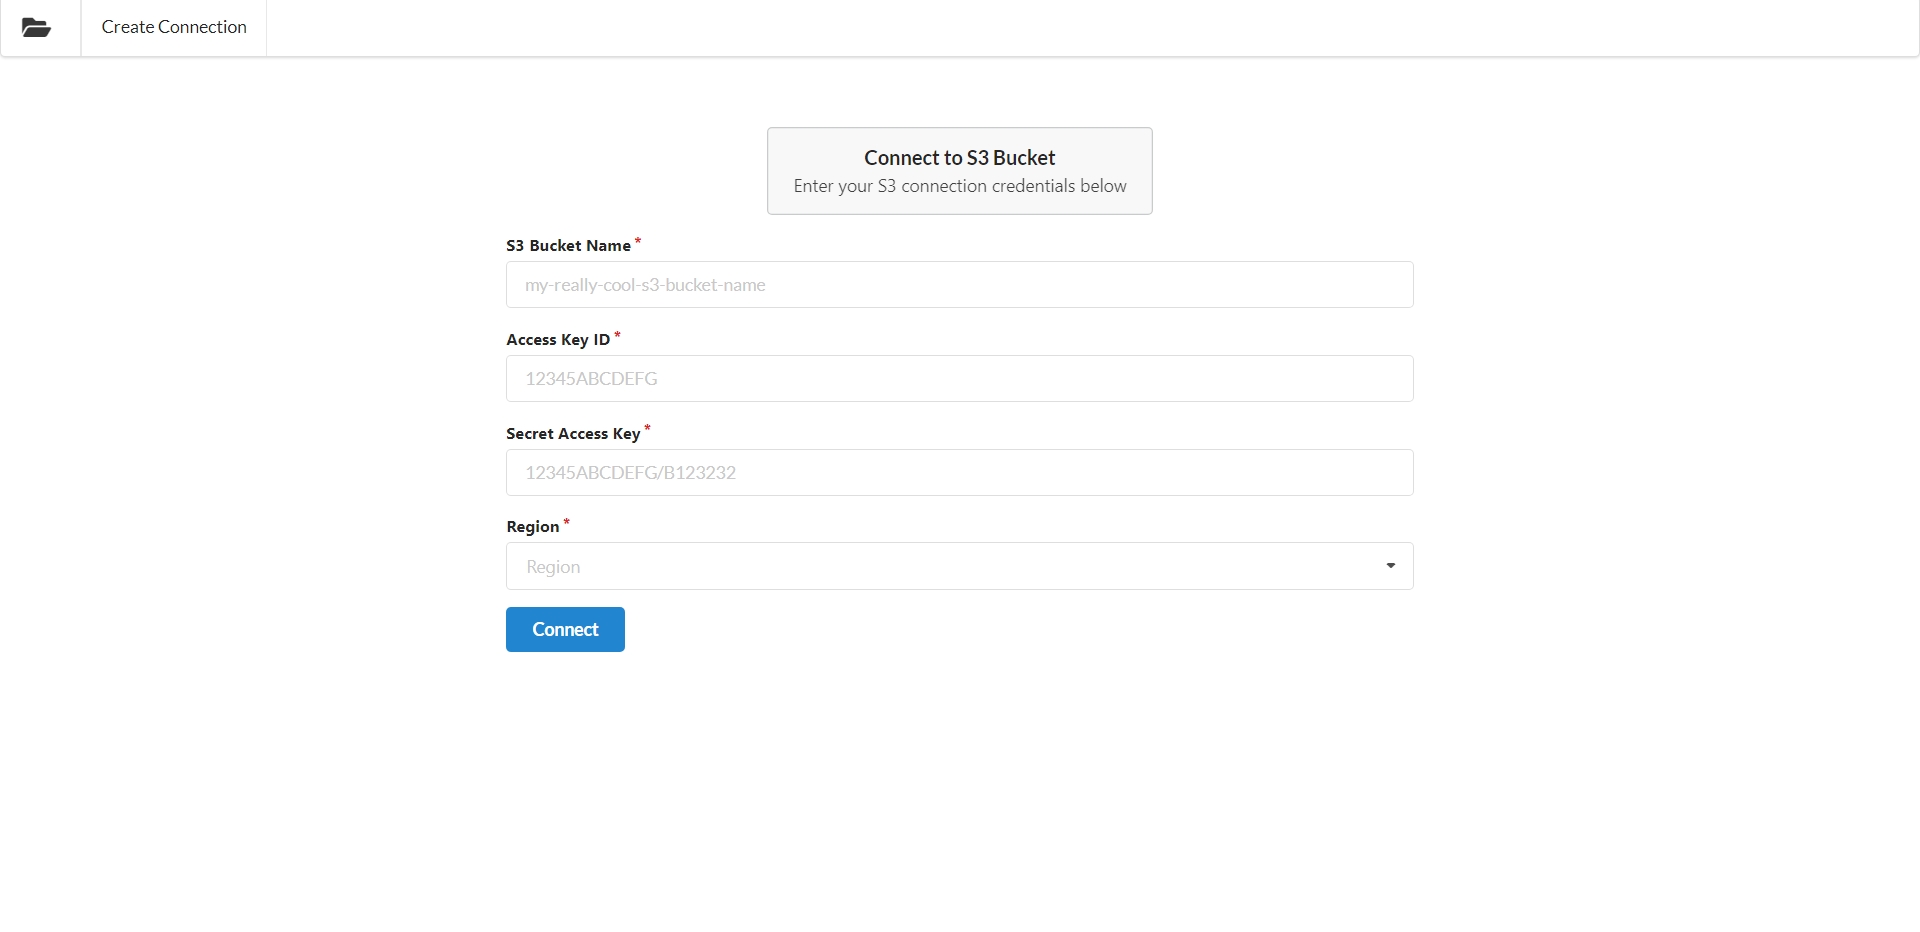 Create Connection
Connect to S3 Bucket
Enter your S3 connection credentials below
S3 Bucket Name *
my-really-cool-s3-bucket-name
Access Key ID *
12345ABCDEFG
Secret Access Key *
12345ABCDEFG/B123232
Region *
Region
Connect